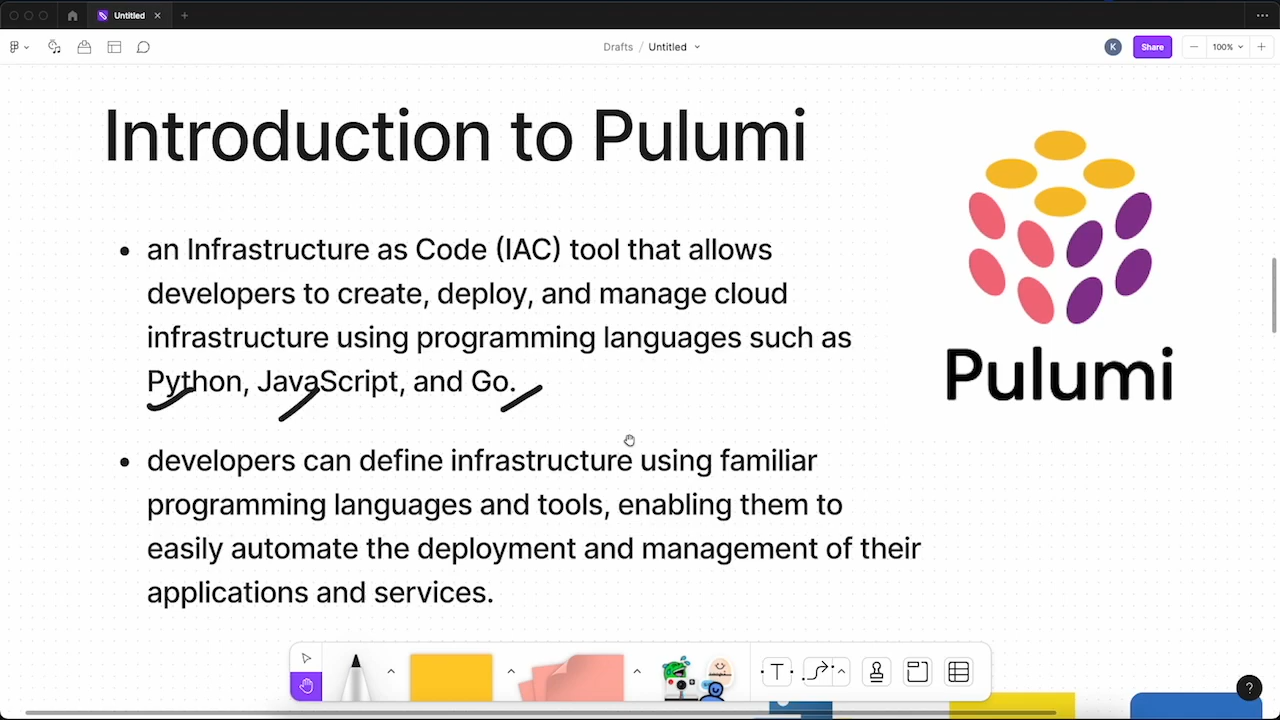 Untitled
Drafts / Untitled
K
Share
100%
Introduction to Pulumi
• an Infrastructure as Code (IAC) tool that allows
developers to create, deploy, and manage cloud
infrastructure using programming languages such as
Python, JavaScript, and Go.
Pulumi
• developers can define infrastructure using familiar
programming languages and tools, enabling them to
easily automate the deployment and management of their
applications and services.
T
?